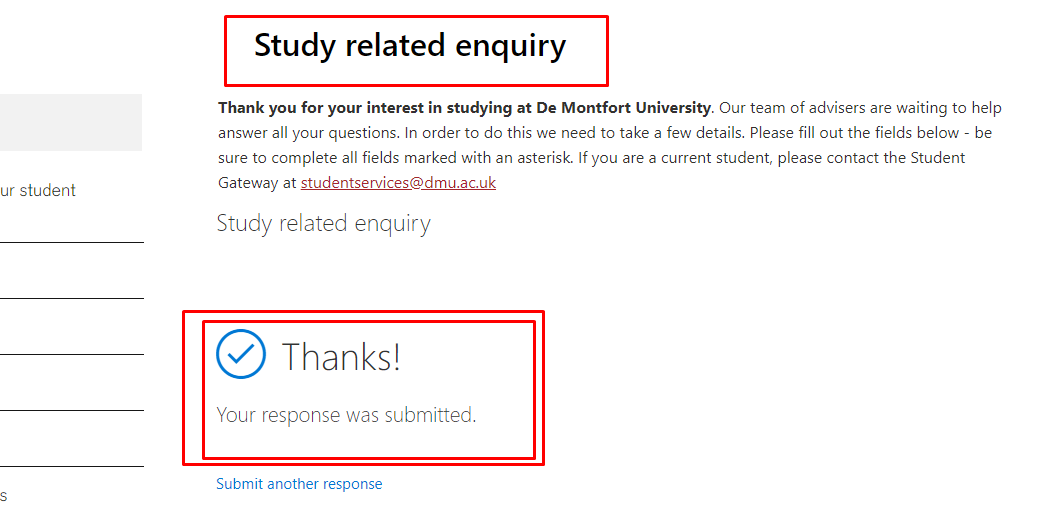 Study related enquiry
Thank you for your interest in studying at De Montfort University. Our team of advisers are waiting to help
answer all your questions. In order to do this we need to take a few details. Please fill out the fields below - be
sure to complete all fields marked with an asterisk. If you are a current student, please contact the Student
Gateway at studentservices@dmu.ac.uk
ur student
Study related enquiry
Thanks!
Your response was submitted.
Submit another response
s